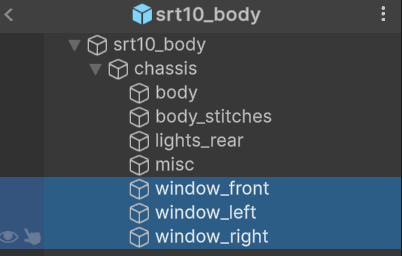 srt10_body
srt10_body
chassis
body
body_stitches
lights_rear
misc
window_front
window_left
window_right